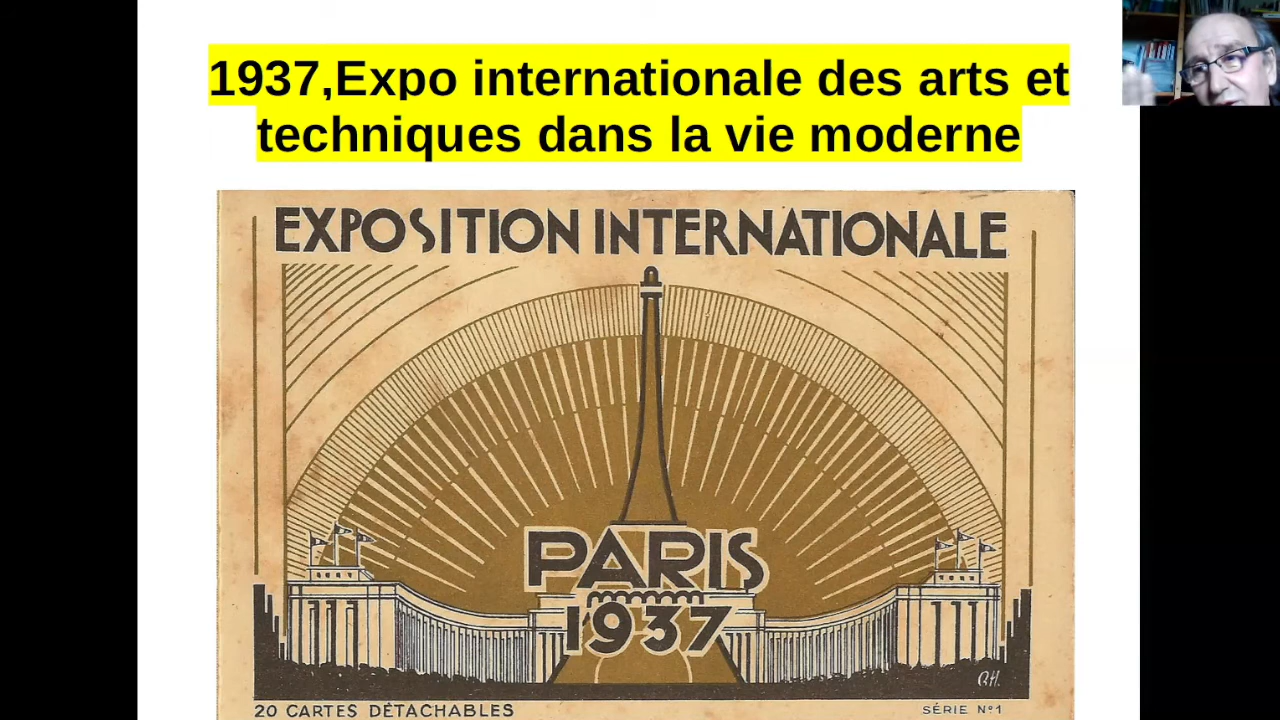 1937,Expo internationale des arts et
techniques dans la vie moderne
EXPOSITION INTERNATIONALE
PARIS
1937
20 CARTES DÉTACHABLES
SÉRIE Nº1